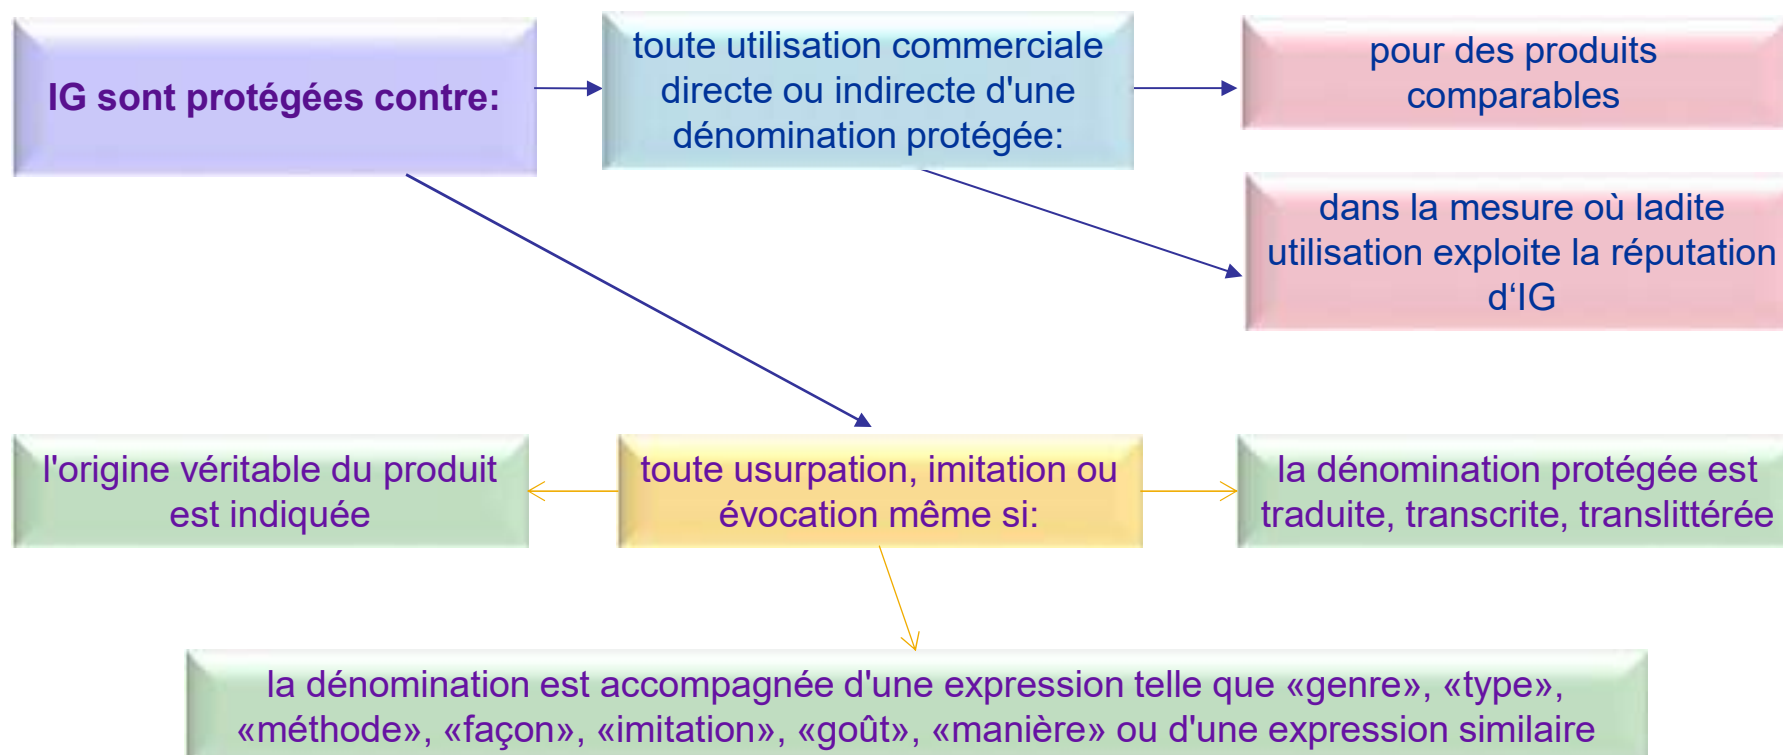 IG sont protégées contre:
toute utilisation commerciale
directe ou indirecte d'une
dénomination protégée:
pour des produits
comparables
dans la mesure où ladite
utilisation exploite la réputation
d‘IG
l'origine véritable du produit
est indiquée
toute usurpation, imitation ou
évocation même si:
la dénomination protégée est
traduite, transcrite, translittérée
la dénomination est accompagnée d'une expression telle que «genre», «type»,
«méthode», «façon», «imitation», «goût», «manière» ou d'une expression similaire